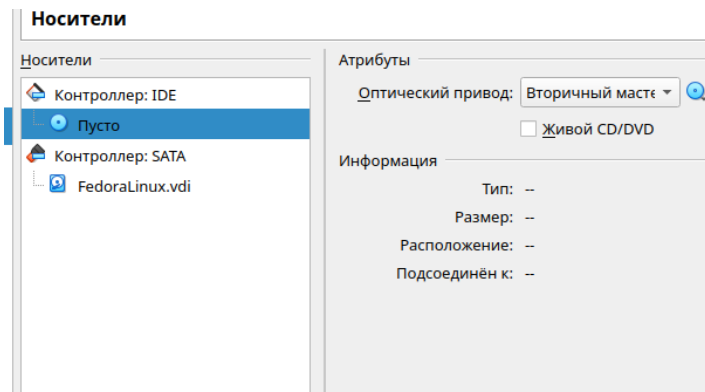 Носители
Носители
Контроллер: IDE
Пусто
Контроллер: SATA
FedoraLinux.vdi
Атрибуты
Оптический привод: Вторичный масте
Живой CD/DVD
Информация
Тип: --
Размер: --
Расположение: --
Подсоединён к: --